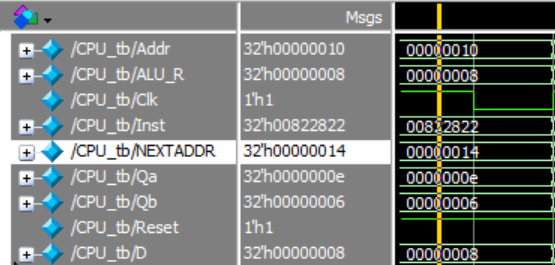 Msgs
/CPU_tb/Addr 32'h00000010 00000010
/CPU_tb/ALU_R 32'h00000008 00000008
/CPU_tb/Clk 1'h1
/CPU_tb/Inst 32'h00822822 00822822
/CPU_tb/NEXTADDR 32'h00000014 00000014
/CPU_tb/Qa 32'h0000000e 0000000e
/CPU_tb/Qb 32'h00000006 00000006
/CPU_tb/Reset 1'h1
/CPU_tb/D 32'h00000008 00000008